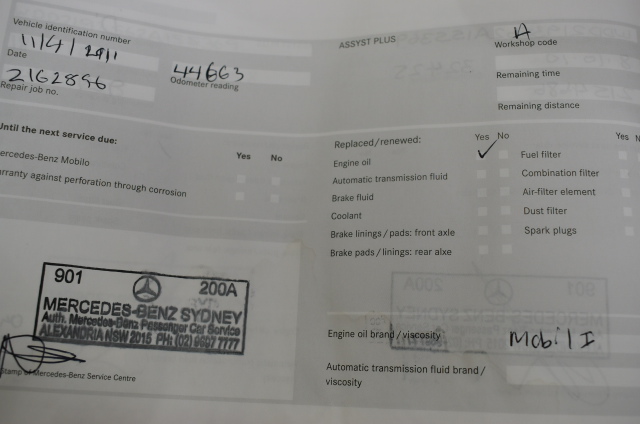 Vehicle identification number
11/4/2911
Date
2162896
Repair job no.
44663
Odometer reading
Until the next service due:
Yes No
ercedes-Benz Mobilo
rranty against perforation through corrosion
901 200A
MERCEDES-BENZ SYDNEY
Auth. Mercedes-Benz Passenger Car Service
ALEXANDRIA NSW 2015 PH: (02) 9697 7777
Stamp of Mercedes-Benz Service Centre
ASSYST PLUS
A
Workshop code
Remaining time
Remaining distance
Replaced/renewed:
Yes No
Engine oil
Automatic transmission fluid
Brake fluid
Coolant
Brake linings/pads: front axle
Brake pads/linings: rear alxe
Yes N
Fuel filter
Combination filter
Air-filter element
Dust filter
Spark plugs
Engine oil brand/viscosity
Mobil I
Automatic transmission fluid brand/
viscosity